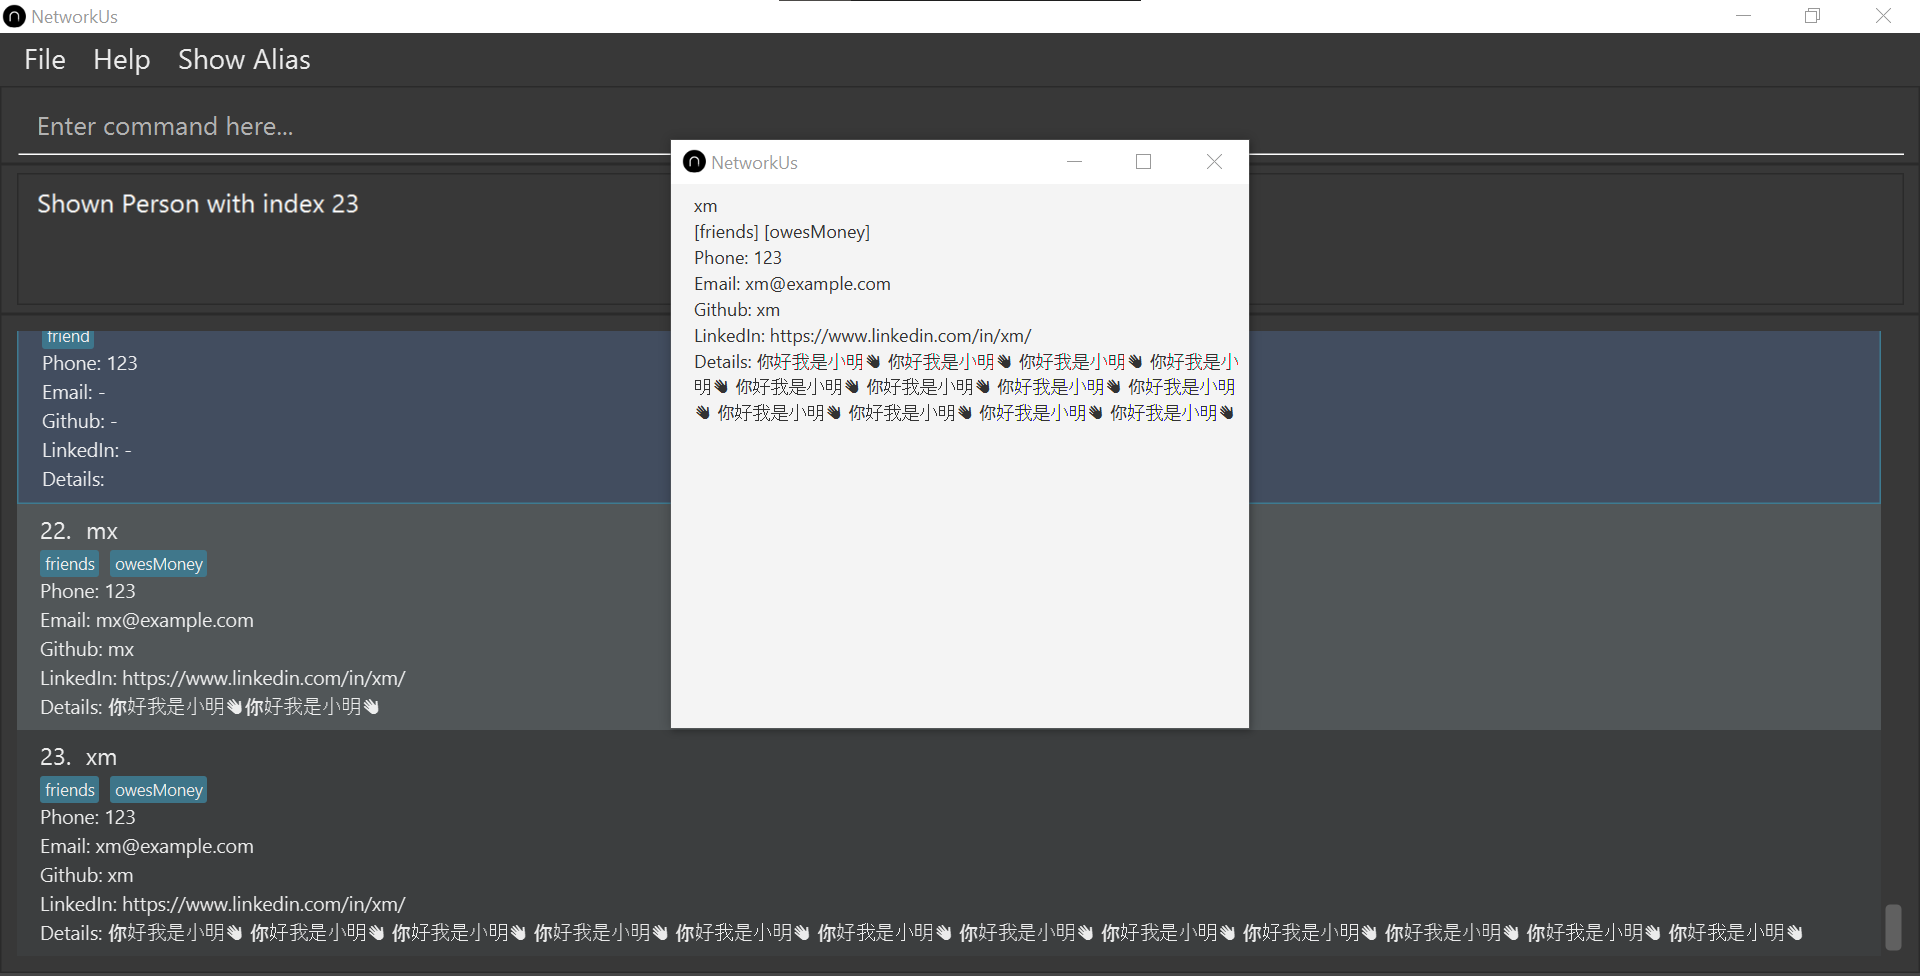 NetworkUs
File Help Show Alias
Enter command here...
Shown Person with index 23
friend
Phone: 123
Email: -
Github: -
LinkedIn: -
Details:
22. mx
friends owesMoney
Phone: 123
Email: mx@example.com
Github: mx
LinkedIn: https://www.linkedin.com/in/xm/
Details: 你好我是小明👋你好我是小明👋
23. xm
friends owesMoney
Phone: 123
Email: xm@example.com
Github: xm
LinkedIn: https://www.linkedin.com/in/xm/
Details: 你好我是小明👋 你好我是小明👋 你好我是小明👋 你好我是小明👋 你好我是小明👋 你好我是小明👋 你好我是小明👋 你好我是小明👋 你好我是小明👋 你好我是小明👋 你好我是小明👋 你好我是小明👋
NetworkUs
xm
[friends] [owesMoney]
Phone: 123
Email: xm@example.com
Github: xm
LinkedIn: https://www.linkedin.com/in/xm/
Details: 你好我是小明👋 你好我是小明👋 你好我是小明👋 你好我是小
明👋 你好我是小明👋 你好我是小明👋 你好我是小明👋 你好我是小明
👋 你好我是小明👋 你好我是小明👋 你好我是小明👋 你好我是小明👋